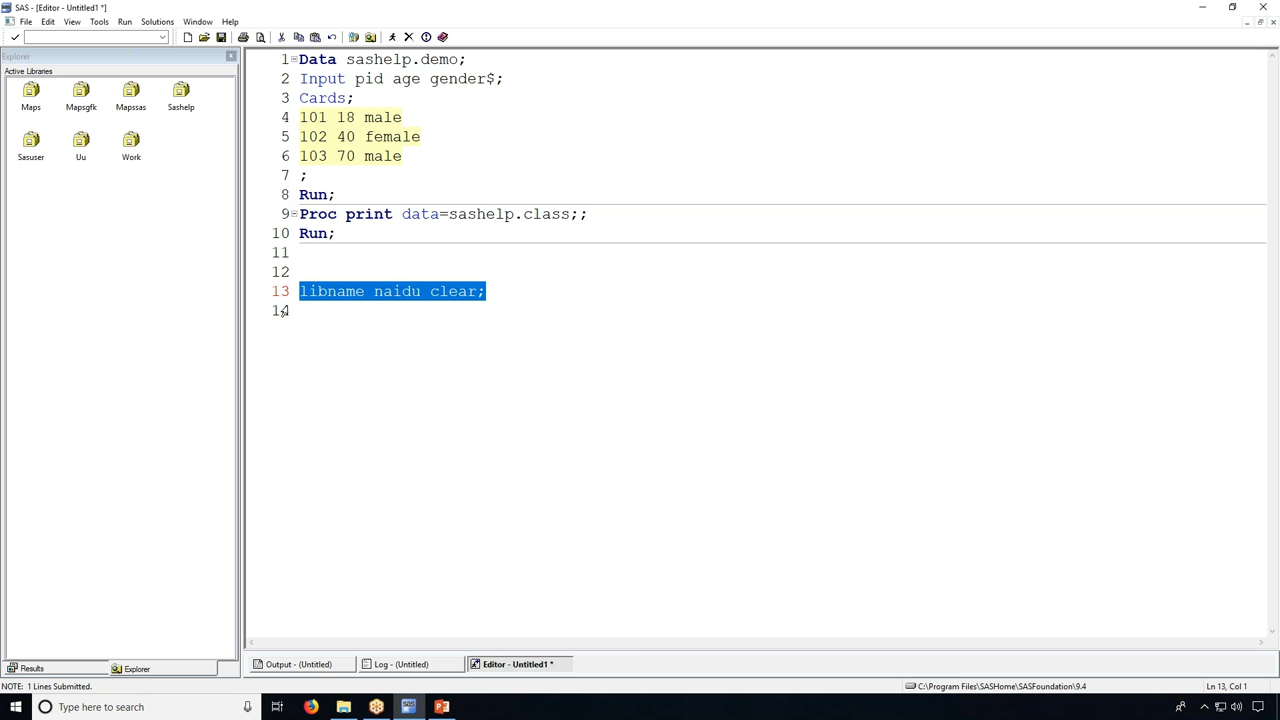 SAS - [Editor - Untitled1 *]
File Edit View Tools Run Solutions Window Help
Explorer
Active Libraries
Maps Mapsgfk Mapssas Sashelp
Sasuser Uu Work
1 Data sashelp.demo;
2 Input pid age gender$;
3 Cards;
4 101 18 male
5 102 40 female
6 103 70 male
7 ;
8 Run;
9 Proc print data=sashelp.class;;
10 Run;
11
12
13 libname naidu clear;
14
Results Explorer
Output - (Untitled) Log - (Untitled) Editor - Untitled1 *
NOTE: 1 Lines Submitted. C:\Program Files\SASHome\SASFoundation\9.4 Ln 13, Col 1
Type here to search